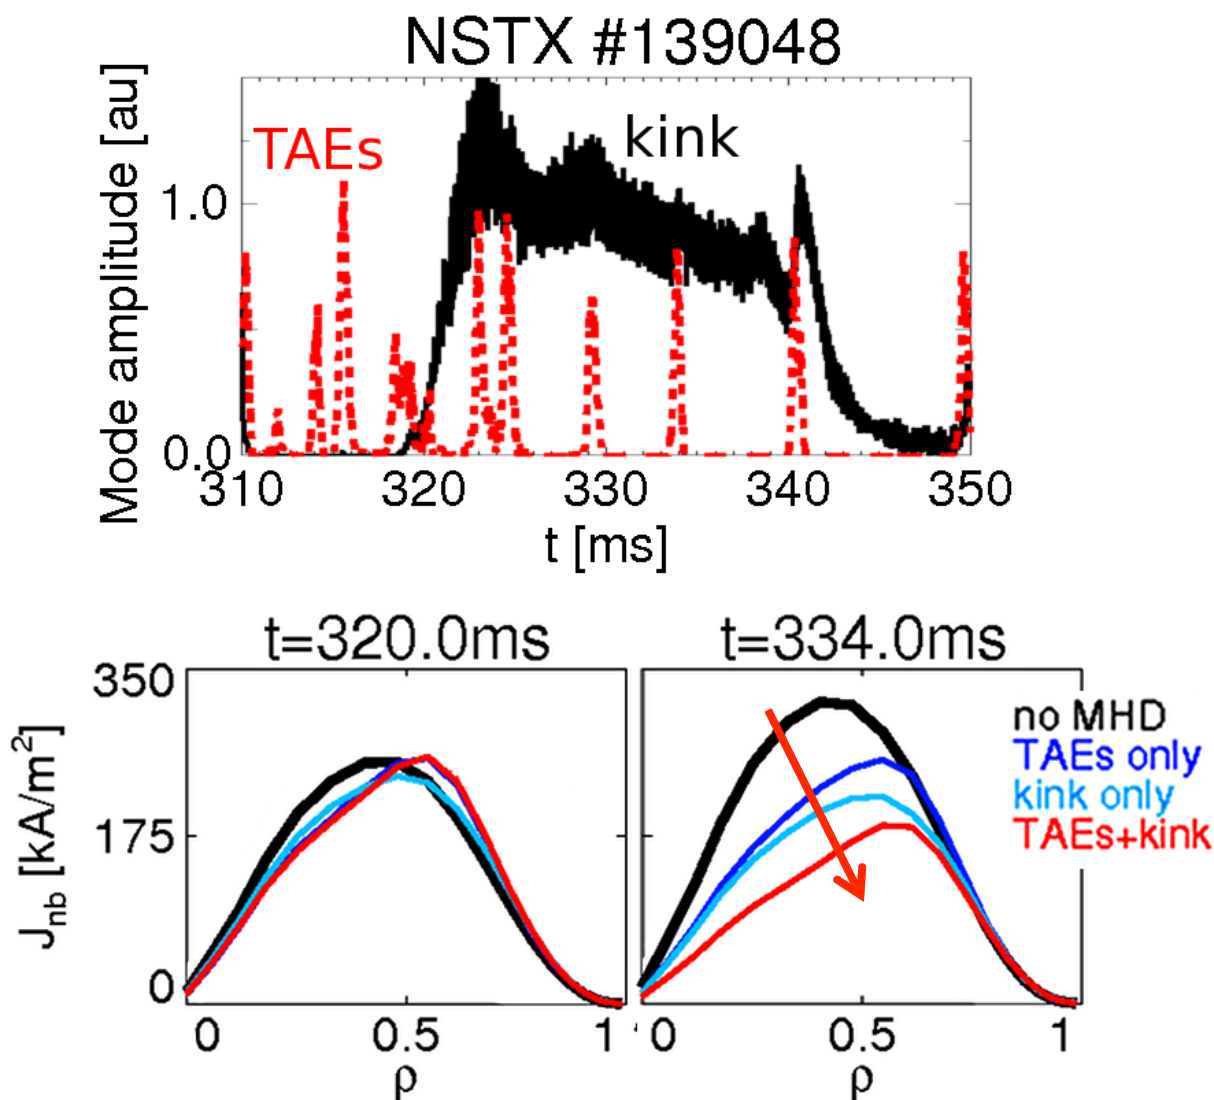 NSTX #139048
Mode amplitude [au]
TAEs
kink
1.0
0.0
310 320 330 340 350
t [ms]
t=320.0ms t=334.0ms
J_nb [kA/m²]
350
175
0
no MHD
TAEs only
kink only
TAEs+kink
0 0.5 1 0 0.5 1
ρ ρ